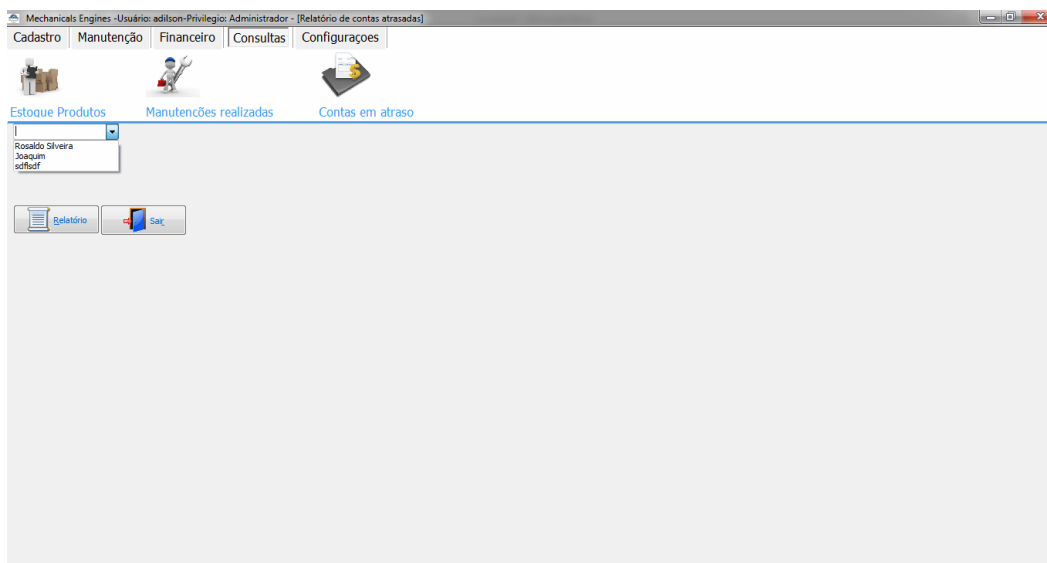 Mechanicals Engines -Usuário: adilson-Privilegio: Administrador - [Relatório de contas atrasadas]
Cadastro Manutenção Financeiro Consultas Configuraçoes
Estoque Produtos Manutenções realizadas Contas em atraso
Rosaldo Silveira
Joaquim
sdflsdf
Relatório Sair